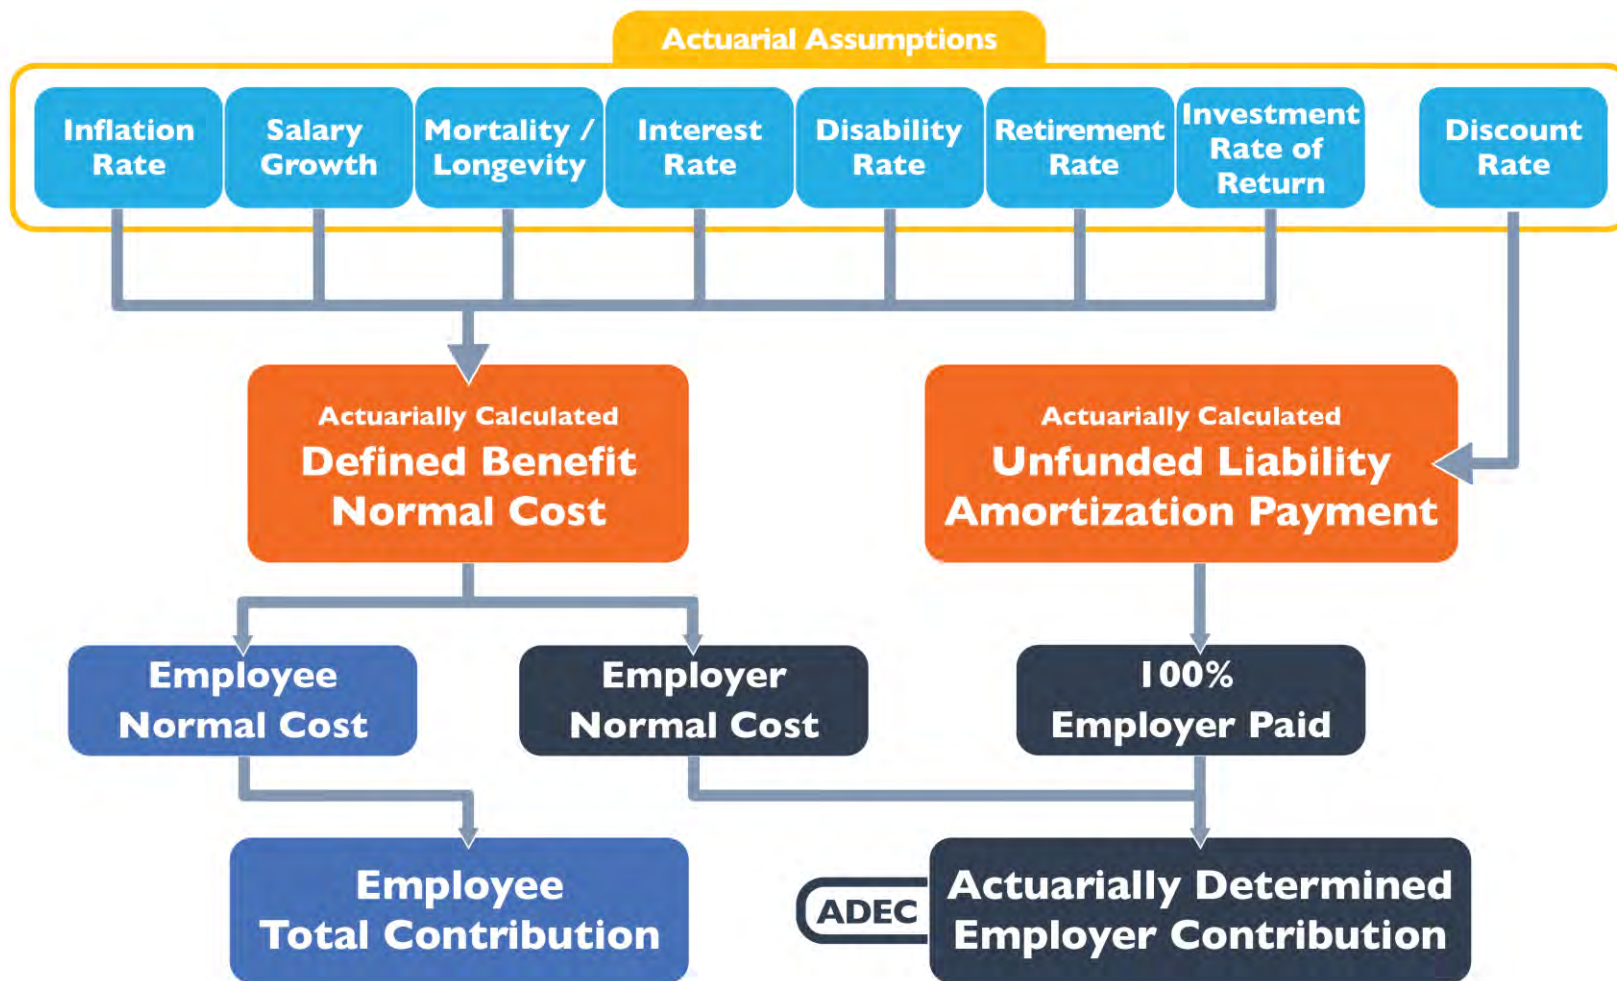 Actuarial Assumptions
Inflation
Rate
Salary
Growth
Mortality /
Longevity
Interest
Rate
Disability
Rate
Retirement
Rate
Investment
Rate of
Return
Discount
Rate
Actuarially Calculated
Defined Benefit
Normal Cost
Actuarially Calculated
Unfunded Liability
Amortization Payment
Employee
Normal Cost
Employer
Normal Cost
100%
Employer Paid
Employee
Total Contribution
ADEC
Actuarially Determined
Employer Contribution